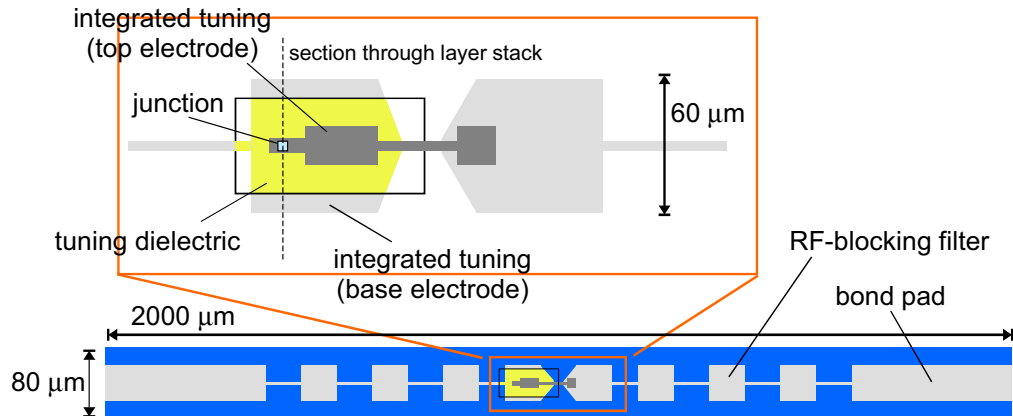 integrated tuning
(top electrode)
section through layer stack
junction
60 μm
tuning dielectric
integrated tuning
(base electrode)
RF-blocking filter
bond pad
2000 μm
80 μm